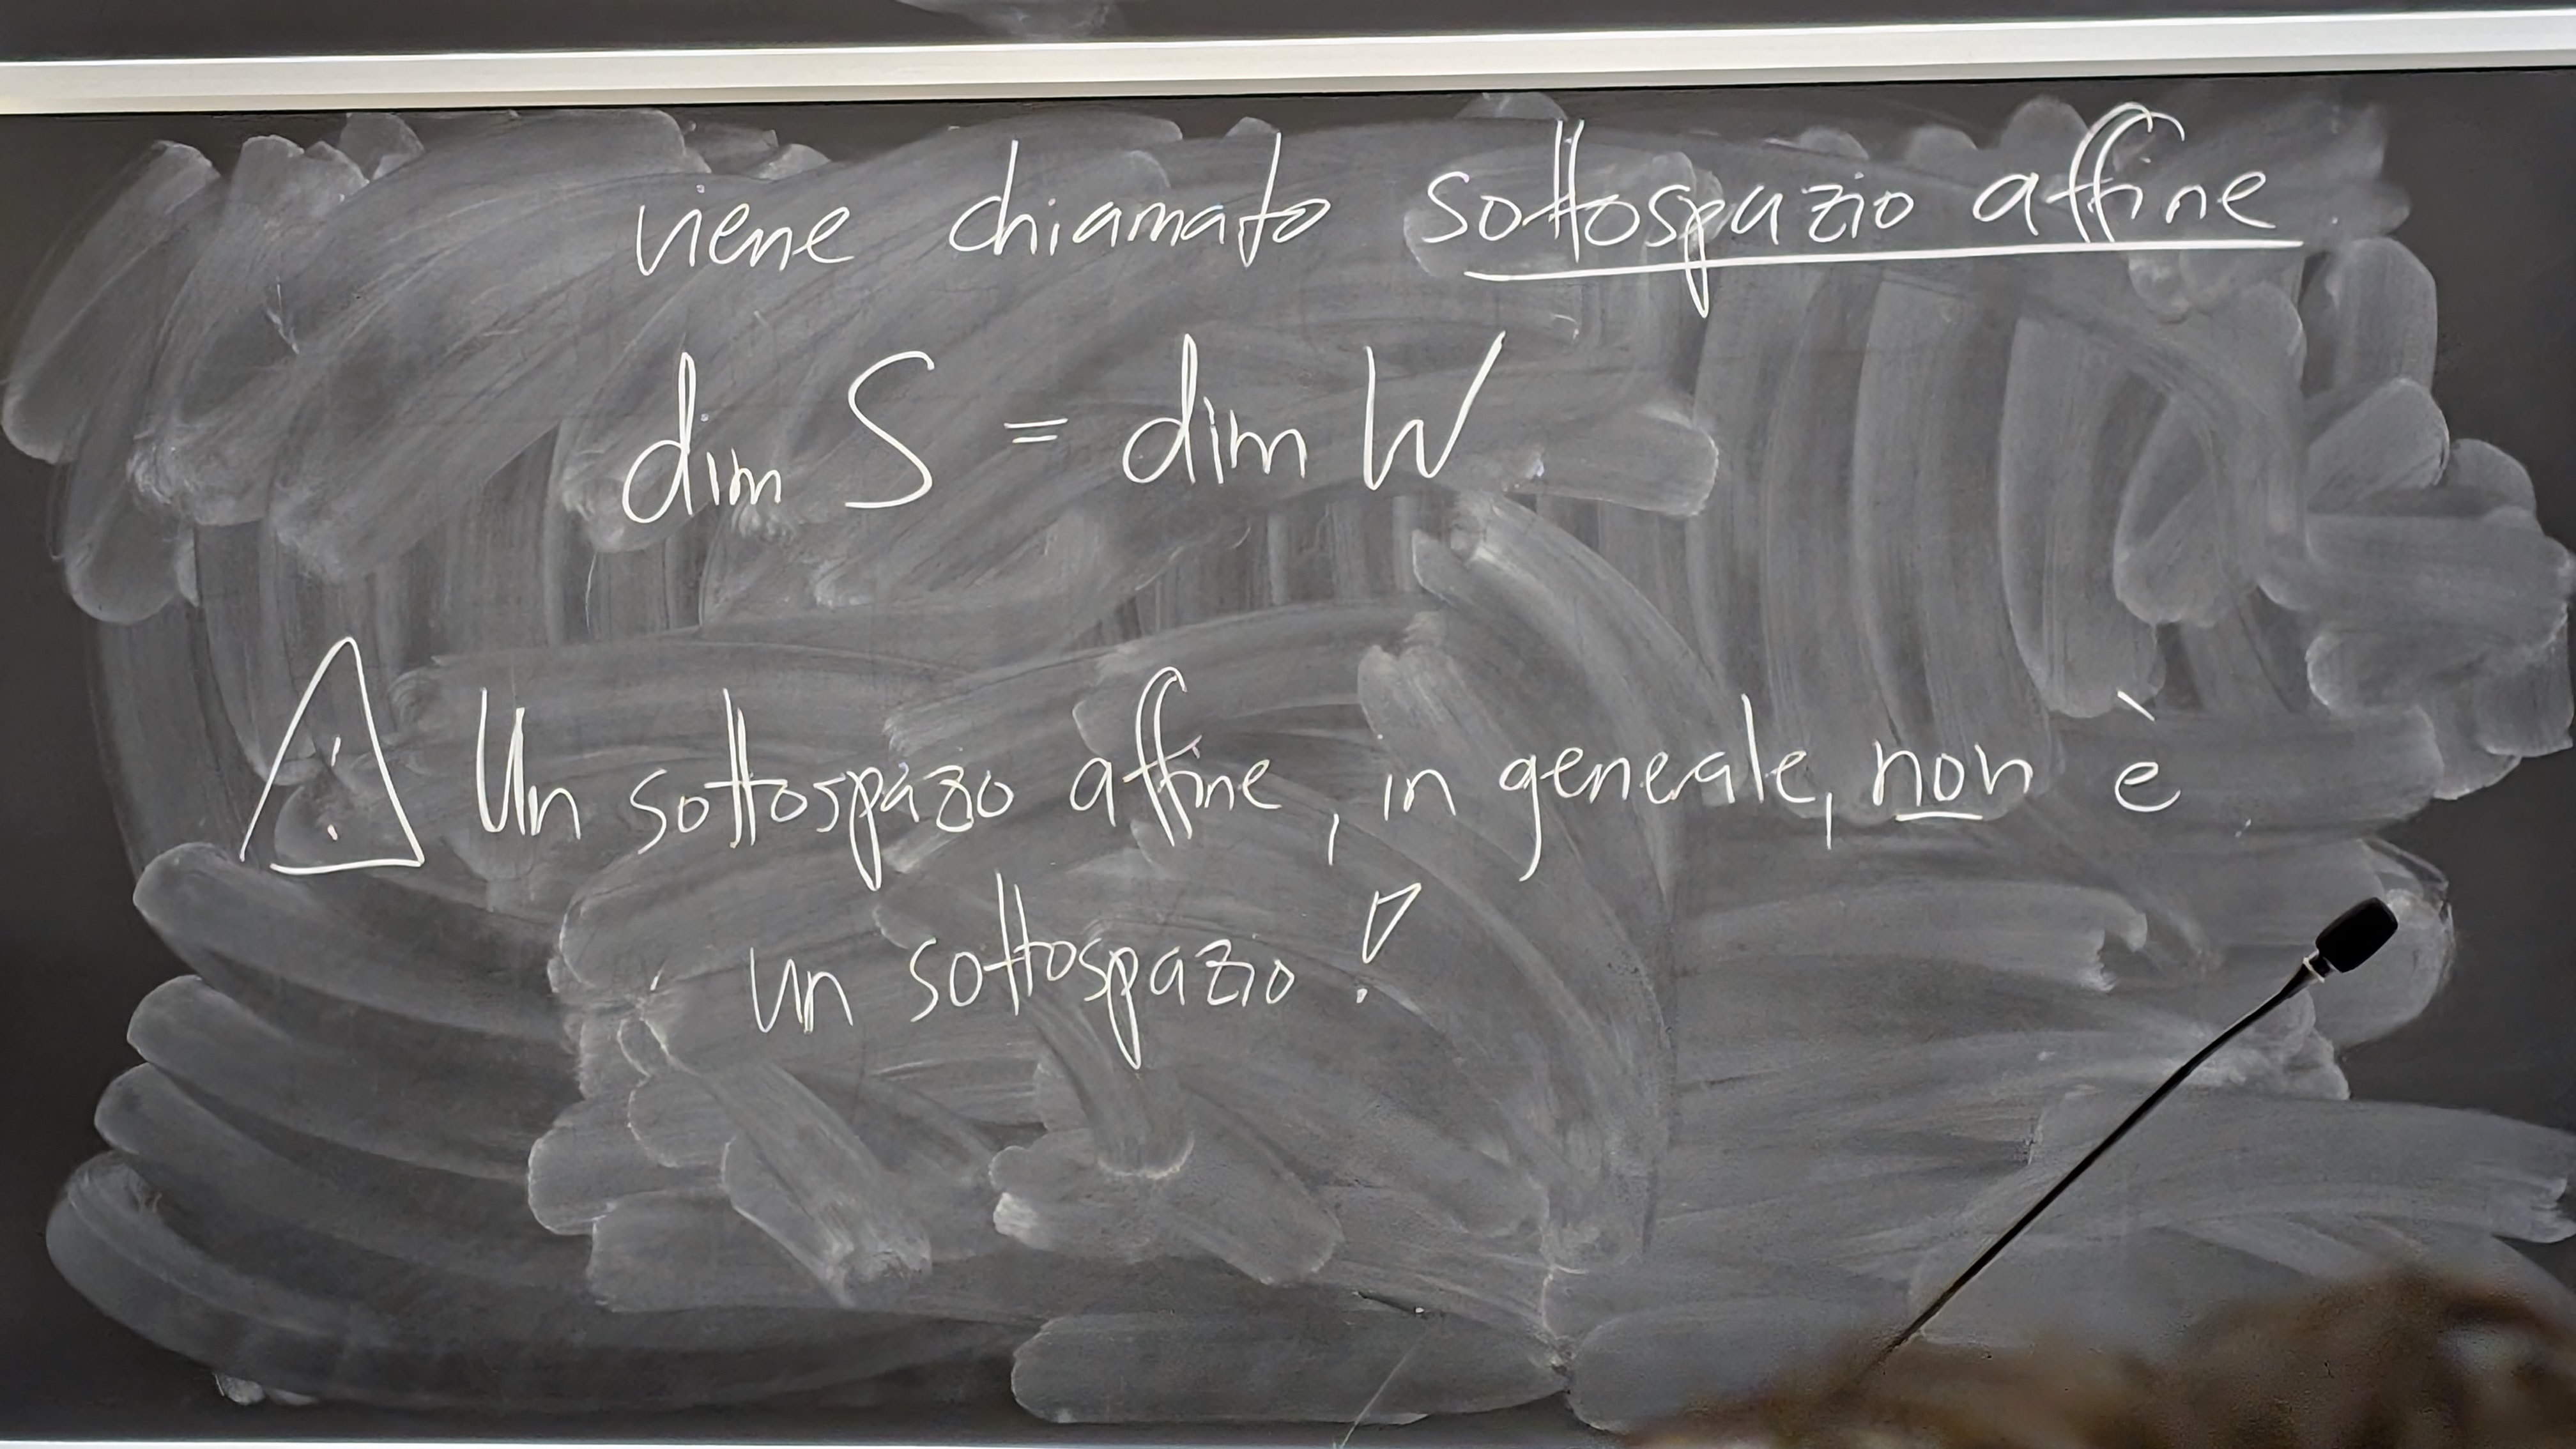 viene chiamato sottospazio affine
dim S = dim W
⚠ Un sottospazio affine, in generale, non è
un sottospazio!